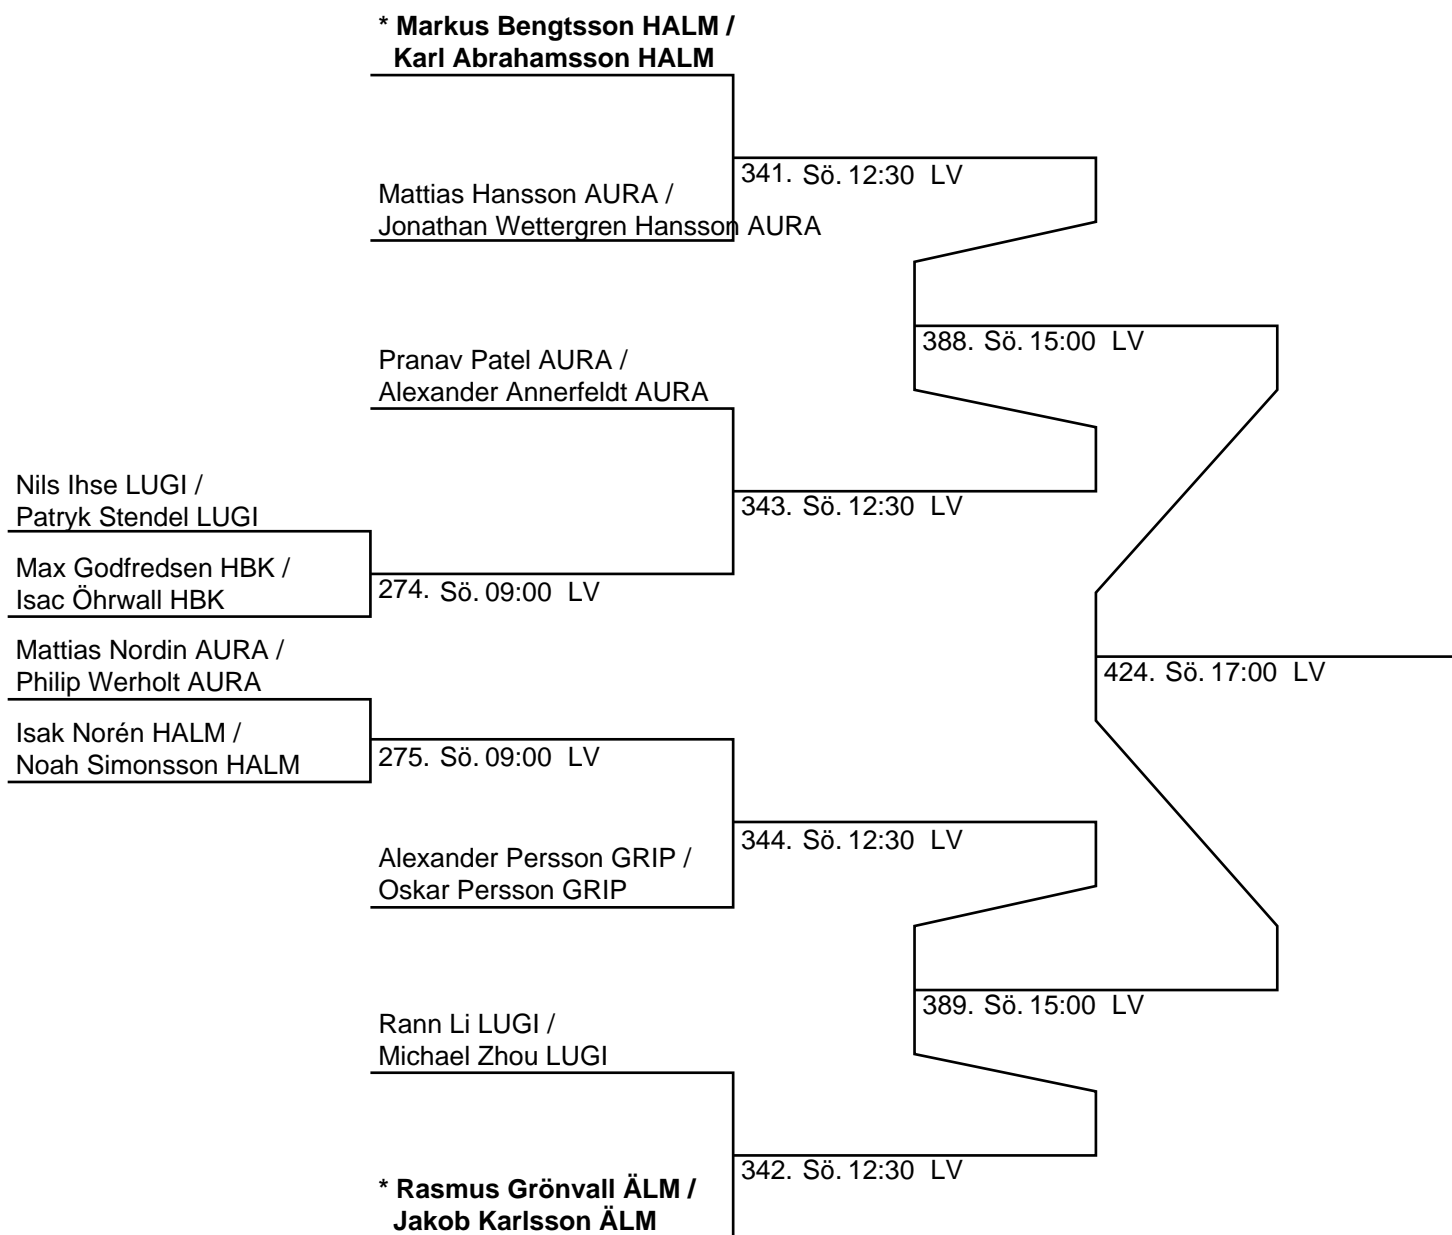 * Markus Bengtsson HALM /
Karl Abrahamsson HALM
341. Sö. 12:30 LV
Mattias Hansson AURA /
Jonathan Wettergren Hansson AURA
388. Sö. 15:00 LV
Pranav Patel AURA /
Alexander Annerfeldt AURA
Nils Ihse LUGI /
Patryk Stendel LUGI
343. Sö. 12:30 LV
Max Godfredsen HBK /
Isac Öhrwall HBK
274. Sö. 09:00 LV
Mattias Nordin AURA /
Philip Werholt AURA
424. Sö. 17:00 LV
Isak Norén HALM /
Noah Simonsson HALM
275. Sö. 09:00 LV
344. Sö. 12:30 LV
Alexander Persson GRIP /
Oskar Persson GRIP
389. Sö. 15:00 LV
Rann Li LUGI /
Michael Zhou LUGI
342. Sö. 12:30 LV
* Rasmus Grönvall ÄLM /
Jakob Karlsson ÄLM